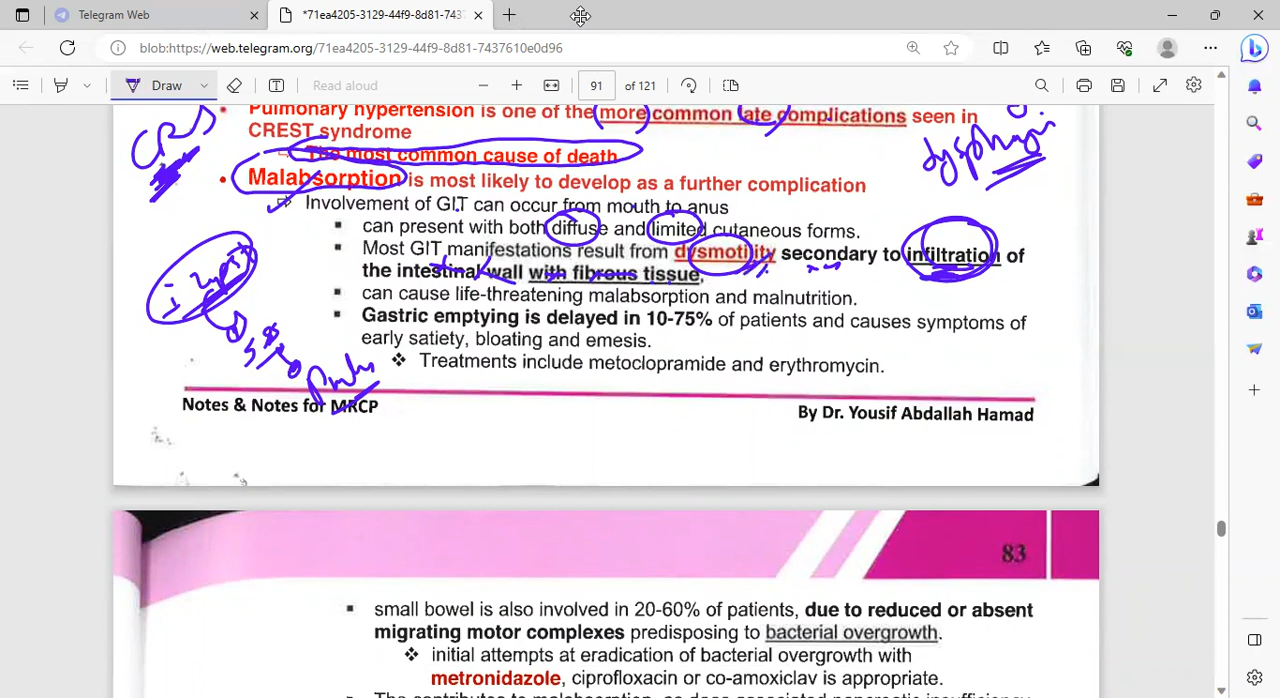 Telegram Web
*71ea4205-3129-44f9-8d81-7437
blob:https://web.telegram.org/71ea4205-3129-44f9-8d81-7437610e0d96
Draw
Read aloud
91
of 121
Pulmonary hypertension is one of the more common late complications seen in
CREST syndrome
The most common cause of death
Malabsorption is most likely to develop as a further complication
Involvement of GIT can occur from mouth to anus
can present with both diffuse and limited cutaneous forms.
Most GIT manifestations result from dysmotility secondary to infiltration of
the intestinal wall with fibrous tissue,
can cause life-threatening malabsorption and malnutrition.
Gastric emptying is delayed in 10-75% of patients and causes symptoms of
early satiety, bloating and emesis.
Treatments include metoclopramide and erythromycin.
Notes & Notes for MRCP
By Dr. Yousif Abdallah Hamad
83
small bowel is also involved in 20-60% of patients, due to reduced or absent
migrating motor complexes predisposing to bacterial overgrowth.
initial attempts at eradication of bacterial overgrowth with
metronidazole, ciprofloxacin or co-amoxiclav is appropriate.